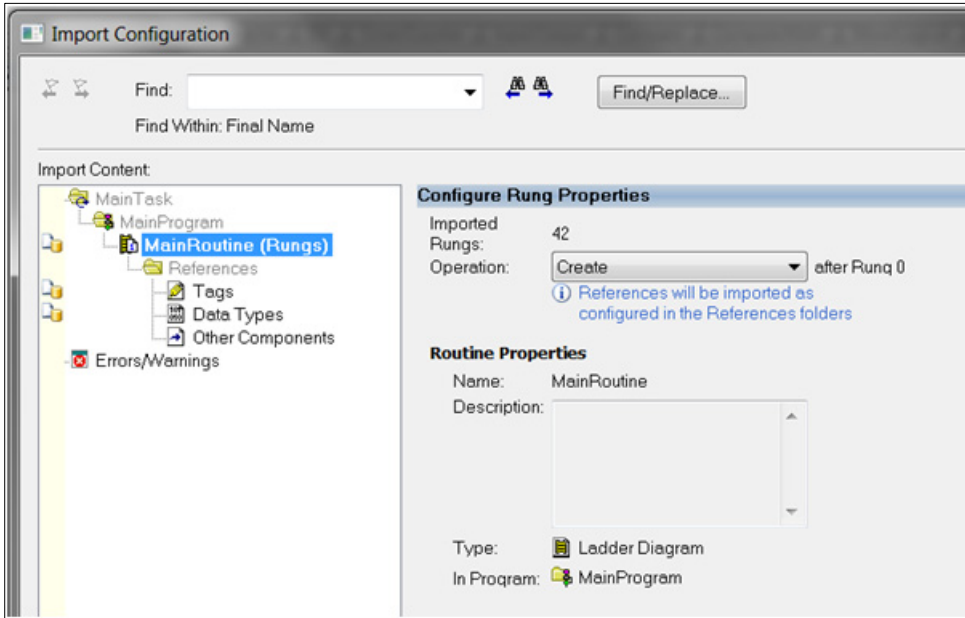 Import Configuration
Find:
Find/Replace...
Find Within: Final Name
Import Content:
MainTask
MainProgram
MainRoutine (Rungs)
References
Tags
Data Types
Other Components
Errors/Warnings
Configure Rung Properties
Imported
Rungs:
42
Operation:
Create
after Rung 0
References will be imported as
configured in the References folders
Routine Properties
Name:
MainRoutine
Description:
Type:
Ladder Diagram
In Program:
MainProgram